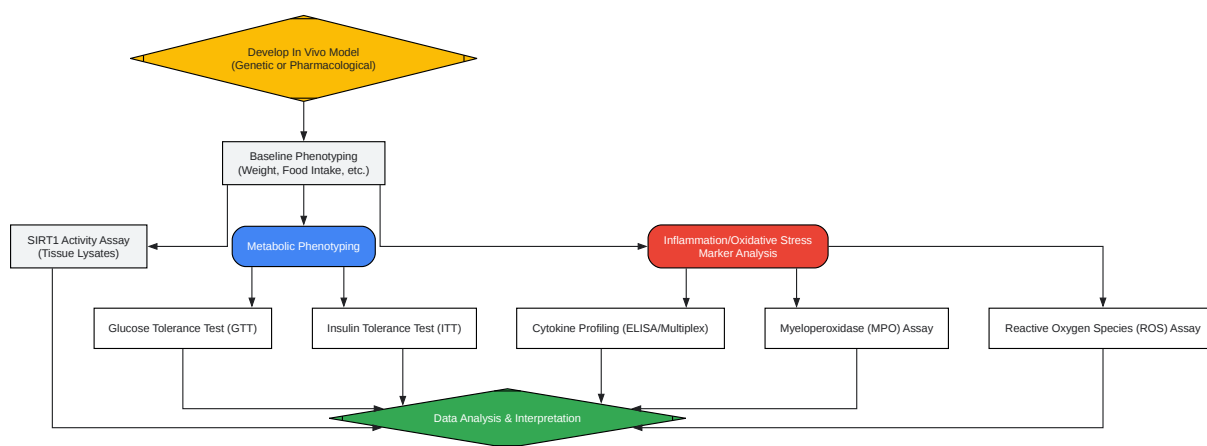 Develop In Vivo Model
(Genetic or Pharmacological)
Baseline Phenotyping
(Weight, Food Intake, etc.)
SIRT1 Activity Assay
(Tissue Lysates)
Metabolic Phenotyping
Inflammation/Oxidative Stress
Marker Analysis
Glucose Tolerance Test (GTT)
Insulin Tolerance Test (ITT)
Cytokine Profiling (ELISA/Multiplex)
Myeloperoxidase (MPO) Assay
Reactive Oxygen Species (ROS) Assay
Data Analysis & Interpretation